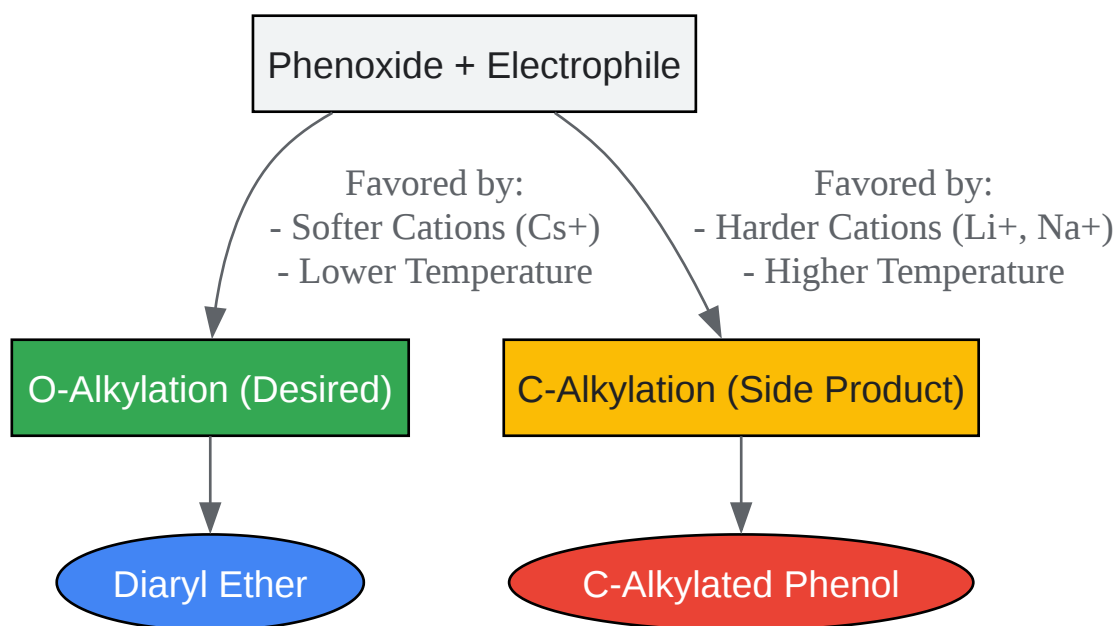 Phenoxide + Electrophile
Favored by:
- Softer Cations (Cs+)
- Lower Temperature
Favored by:
- Harder Cations (Li+, Na+)
- Higher Temperature
O-Alkylation (Desired)
C-Alkylation (Side Product)
Diaryl Ether
C-Alkylated Phenol